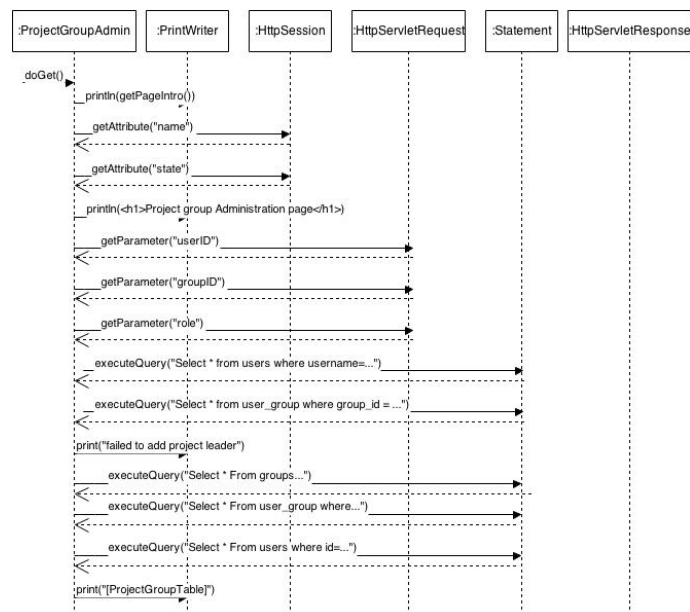 :ProjectGroupAdmin :PrintWriter :HttpSession :HttpServletRequest :Statement :HttpServletResponse
doGet()
println(getPageIntro())
getAttribute("name")
getAttribute("state")
println(<h1>Project group Administration page</h1>)
getParameter("userID")
getParameter("groupID")
getParameter("role")
executeQuery("Select * from users where username=...")
executeQuery("Select * from user_group where group_id = ...")
print("failed to add project leader")
executeQuery("Select * From groups...")
executeQuery("Select * From user_group where...")
executeQuery("Select * From users where id=...")
print("[ProjectGroupTable]")